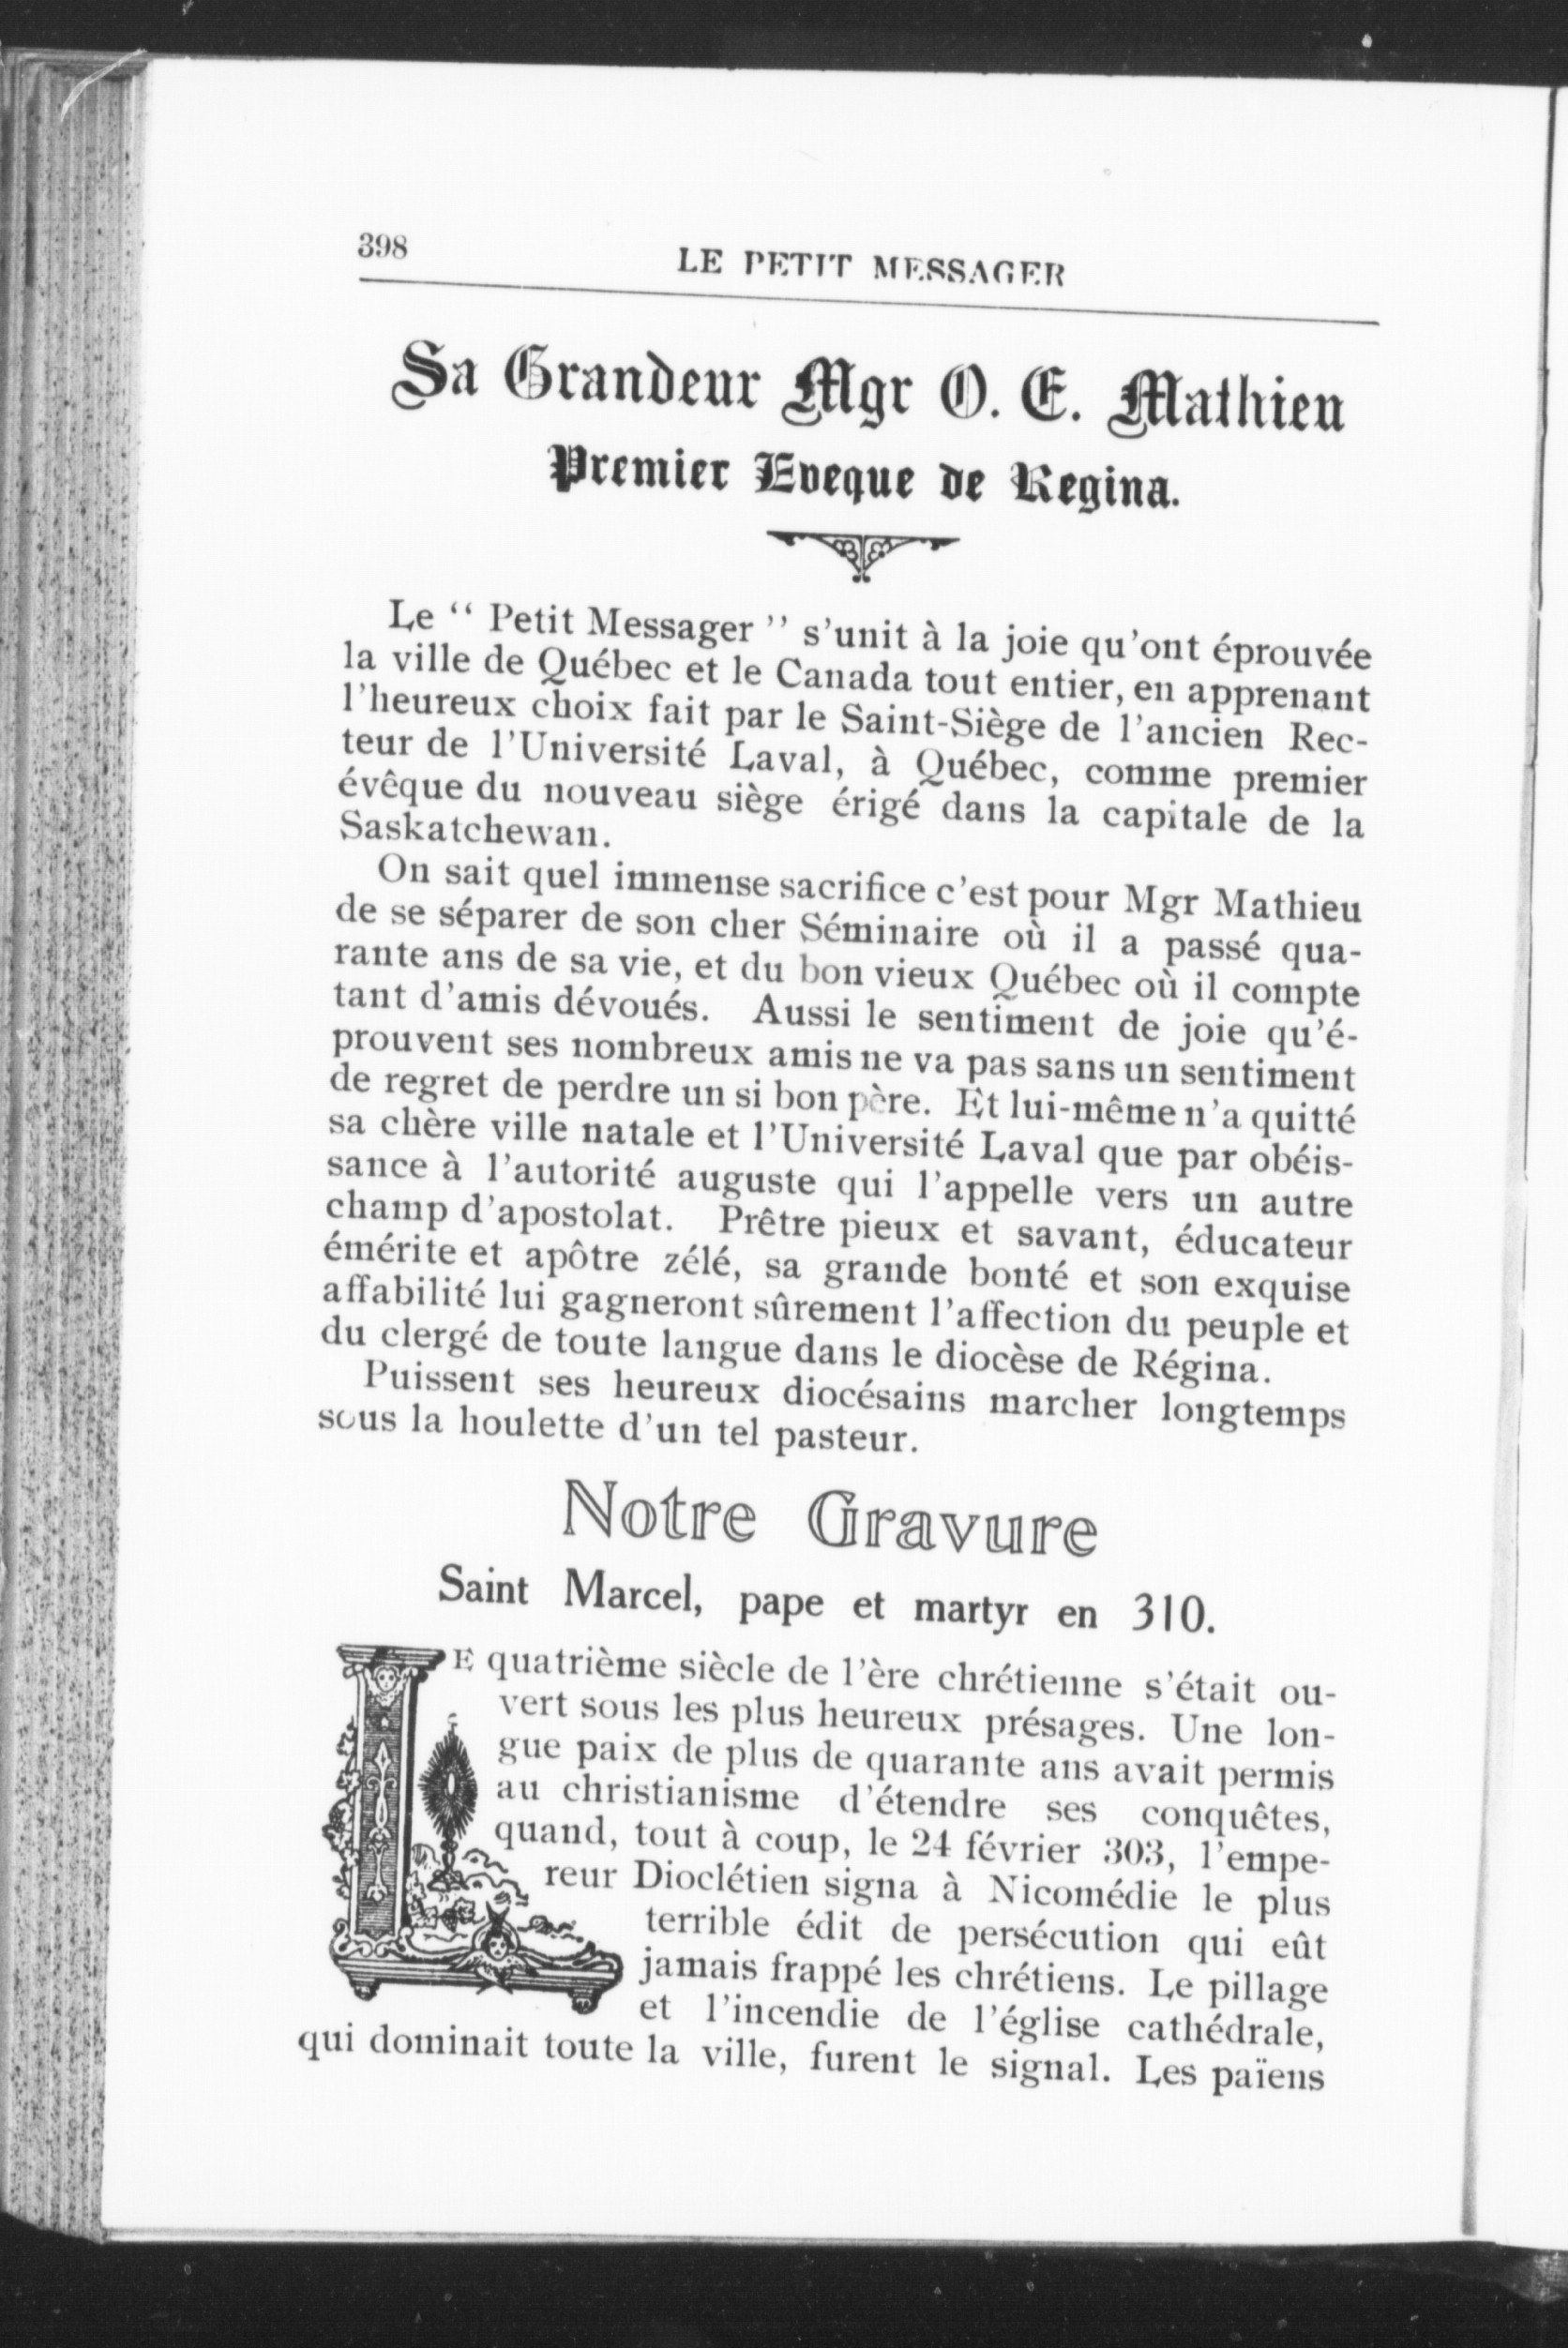 398
LE PETIT MESSAGER
Sa Grandeur Mgr O. E. Mathieu
Premier Eveque de Regina.
Le “ Petit Messager ” s’unit à la joie qu’ont éprouvée
la ville de Québec et le Canada tout entier, en apprenant
l’heureux choix fait par le Saint-Siège de l’ancien Rec-
teur de l’Université Laval, à Québec, comme premier
évêque du nouveau siège érigé dans la capitale de la
Saskatchewan.
On sait quel immense sacrifice c’est pour Mgr Mathieu
de se séparer de son cher Séminaire où il a passé qua-
rante ans de sa vie, et du bon vieux Québec où il compte
tant d’amis dévoués. Aussi le sentiment de joie qu’é-
prouvent ses nombreux amis ne va pas sans un sentiment
de regret de perdre un si bon père. Et lui-même n’a quitté
sa chère ville natale et l’Université Laval que par obéis-
sance à l’autorité auguste qui l’appelle vers un autre
champ d’apostolat. Prêtre pieux et savant, éducateur
émérite et apôtre zélé, sa grande bonté et son exquise
affabilité lui gagneront sûrement l’affection du peuple et
du clergé de toute langue dans le diocèse de Régina.
Puissent ses heureux diocésains marcher longtemps
sous la houlette d’un tel pasteur.
Notre Gravure
Saint Marcel, pape et martyr en 310.
LE quatrième siècle de l’ère chrétienne s’était ou-
vert sous les plus heureux présages. Une lon-
gue paix de plus de quarante ans avait permis
au christianisme d’étendre ses conquêtes,
quand, tout à coup, le 24 février 303, l’empe-
reur Dioclétien signa à Nicomédie le plus
terrible édit de persécution qui eût
jamais frappé les chrétiens. Le pillage
et l’incendie de l’église cathédrale,
qui dominait toute la ville, furent le signal. Les païens